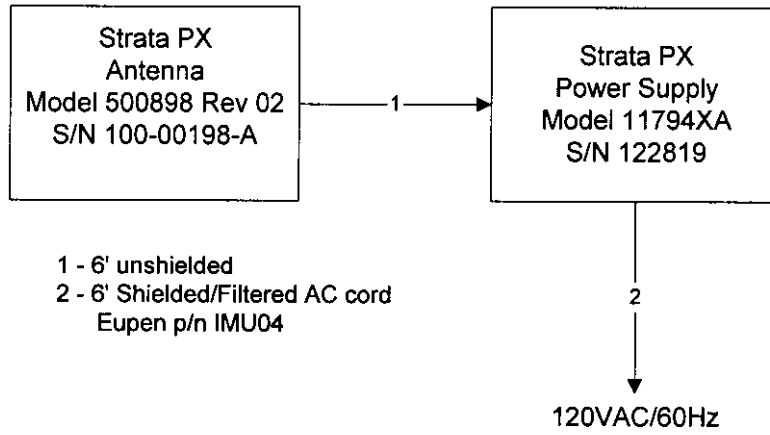 Strata PX
Antenna
Model 500898 Rev 02
S/N 100-00198-A
1
Strata PX
Power Supply
Model 11794XA
S/N 122819
1 - 6' unshielded
2 - 6' Shielded/Filtered AC cord
Eupen p/n IMU04
2
120VAC/60Hz